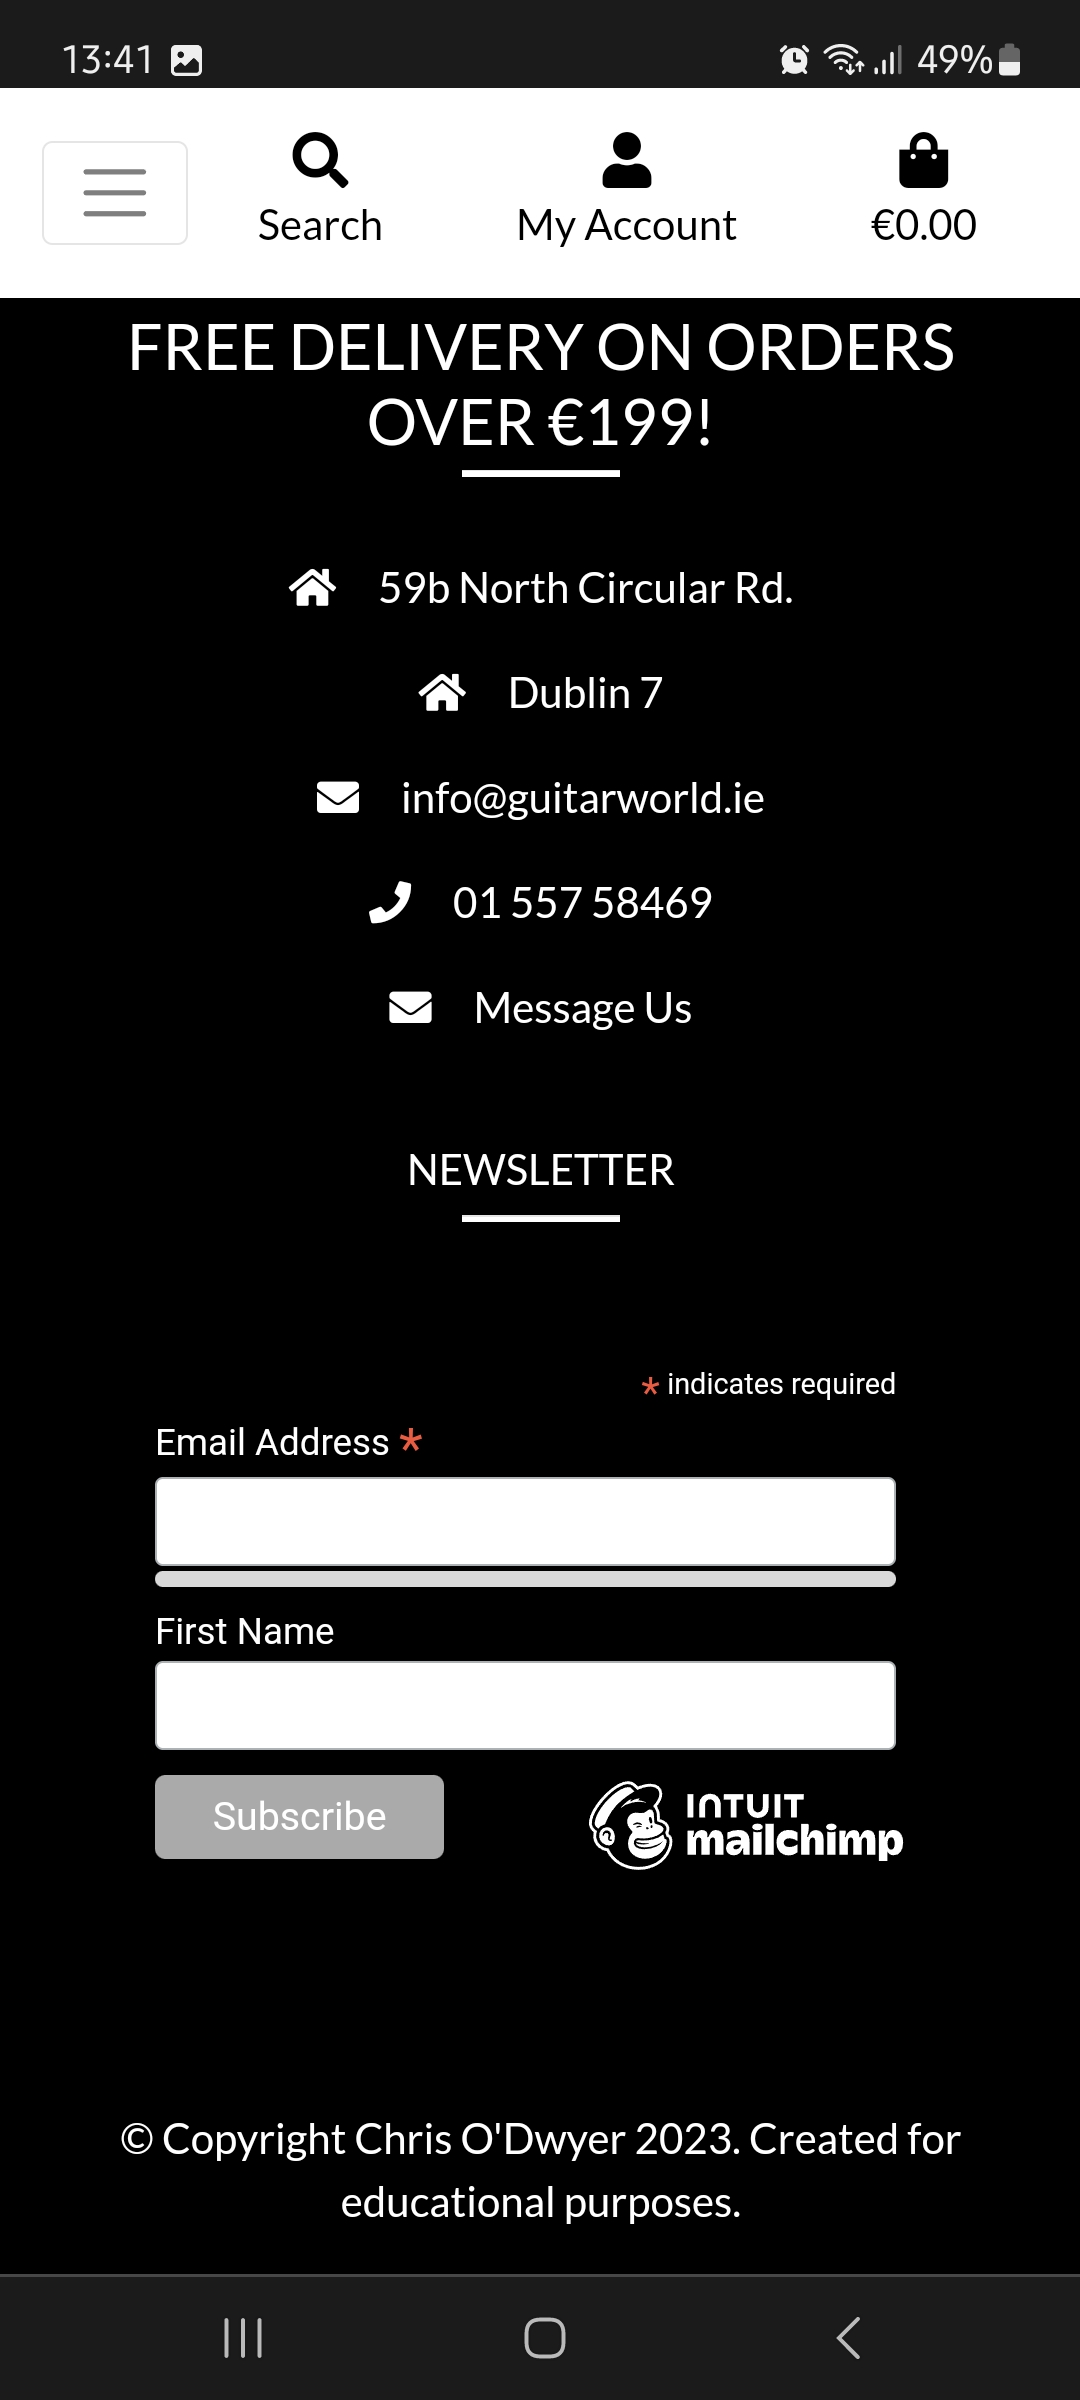 13:41
49%
Search
My Account
€0.00
FREE DELIVERY ON ORDERS
OVER €199!
59b North Circular Rd.
Dublin 7
info@guitarworld.ie
01 557 58469
Message Us
NEWSLETTER
* indicates required
Email Address *
First Name
Subscribe
INTUIT
mailchimp
© Copyright Chris O'Dwyer 2023. Created for
educational purposes.